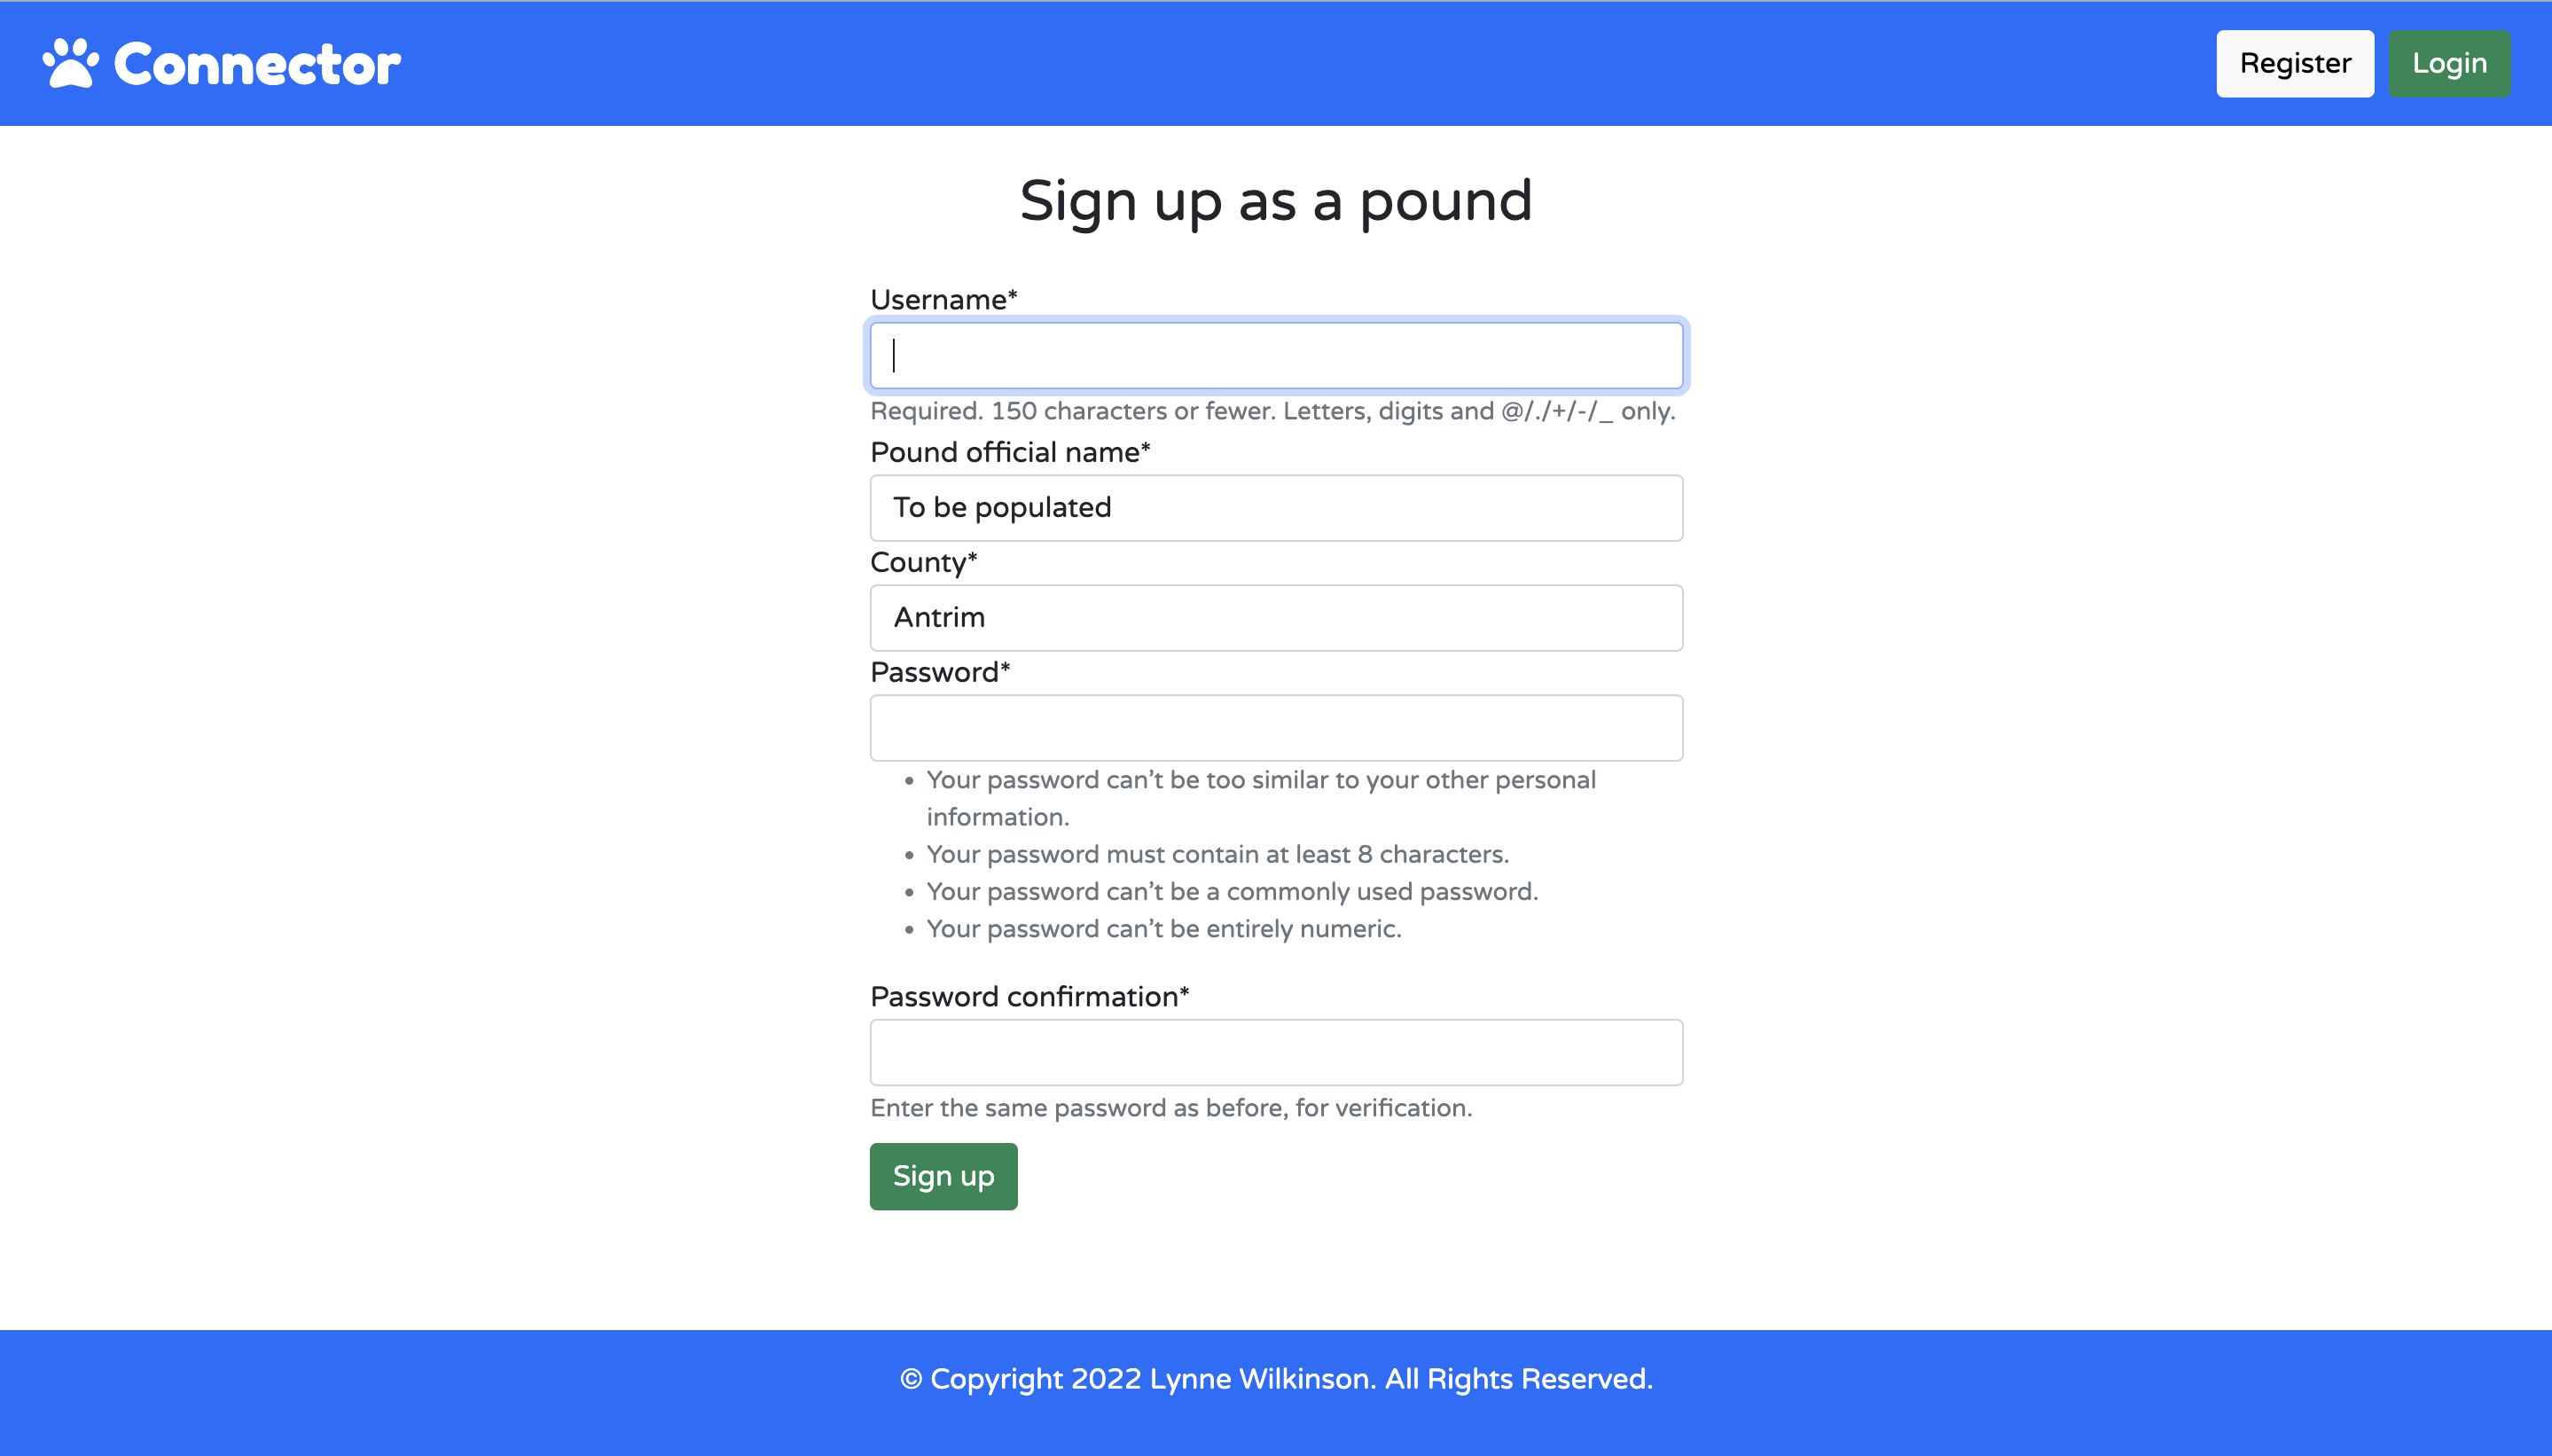 Connector
Register
Login
Sign up as a pound
Username*
Required. 150 characters or fewer. Letters, digits and @/./+/-/_ only.
Pound official name*
To be populated
County*
Antrim
Password*
Your password can’t be too similar to your other personal
information.
Your password must contain at least 8 characters.
Your password can’t be a commonly used password.
Your password can’t be entirely numeric.
Password confirmation*
Enter the same password as before, for verification.
Sign up
© Copyright 2022 Lynne Wilkinson. All Rights Reserved.